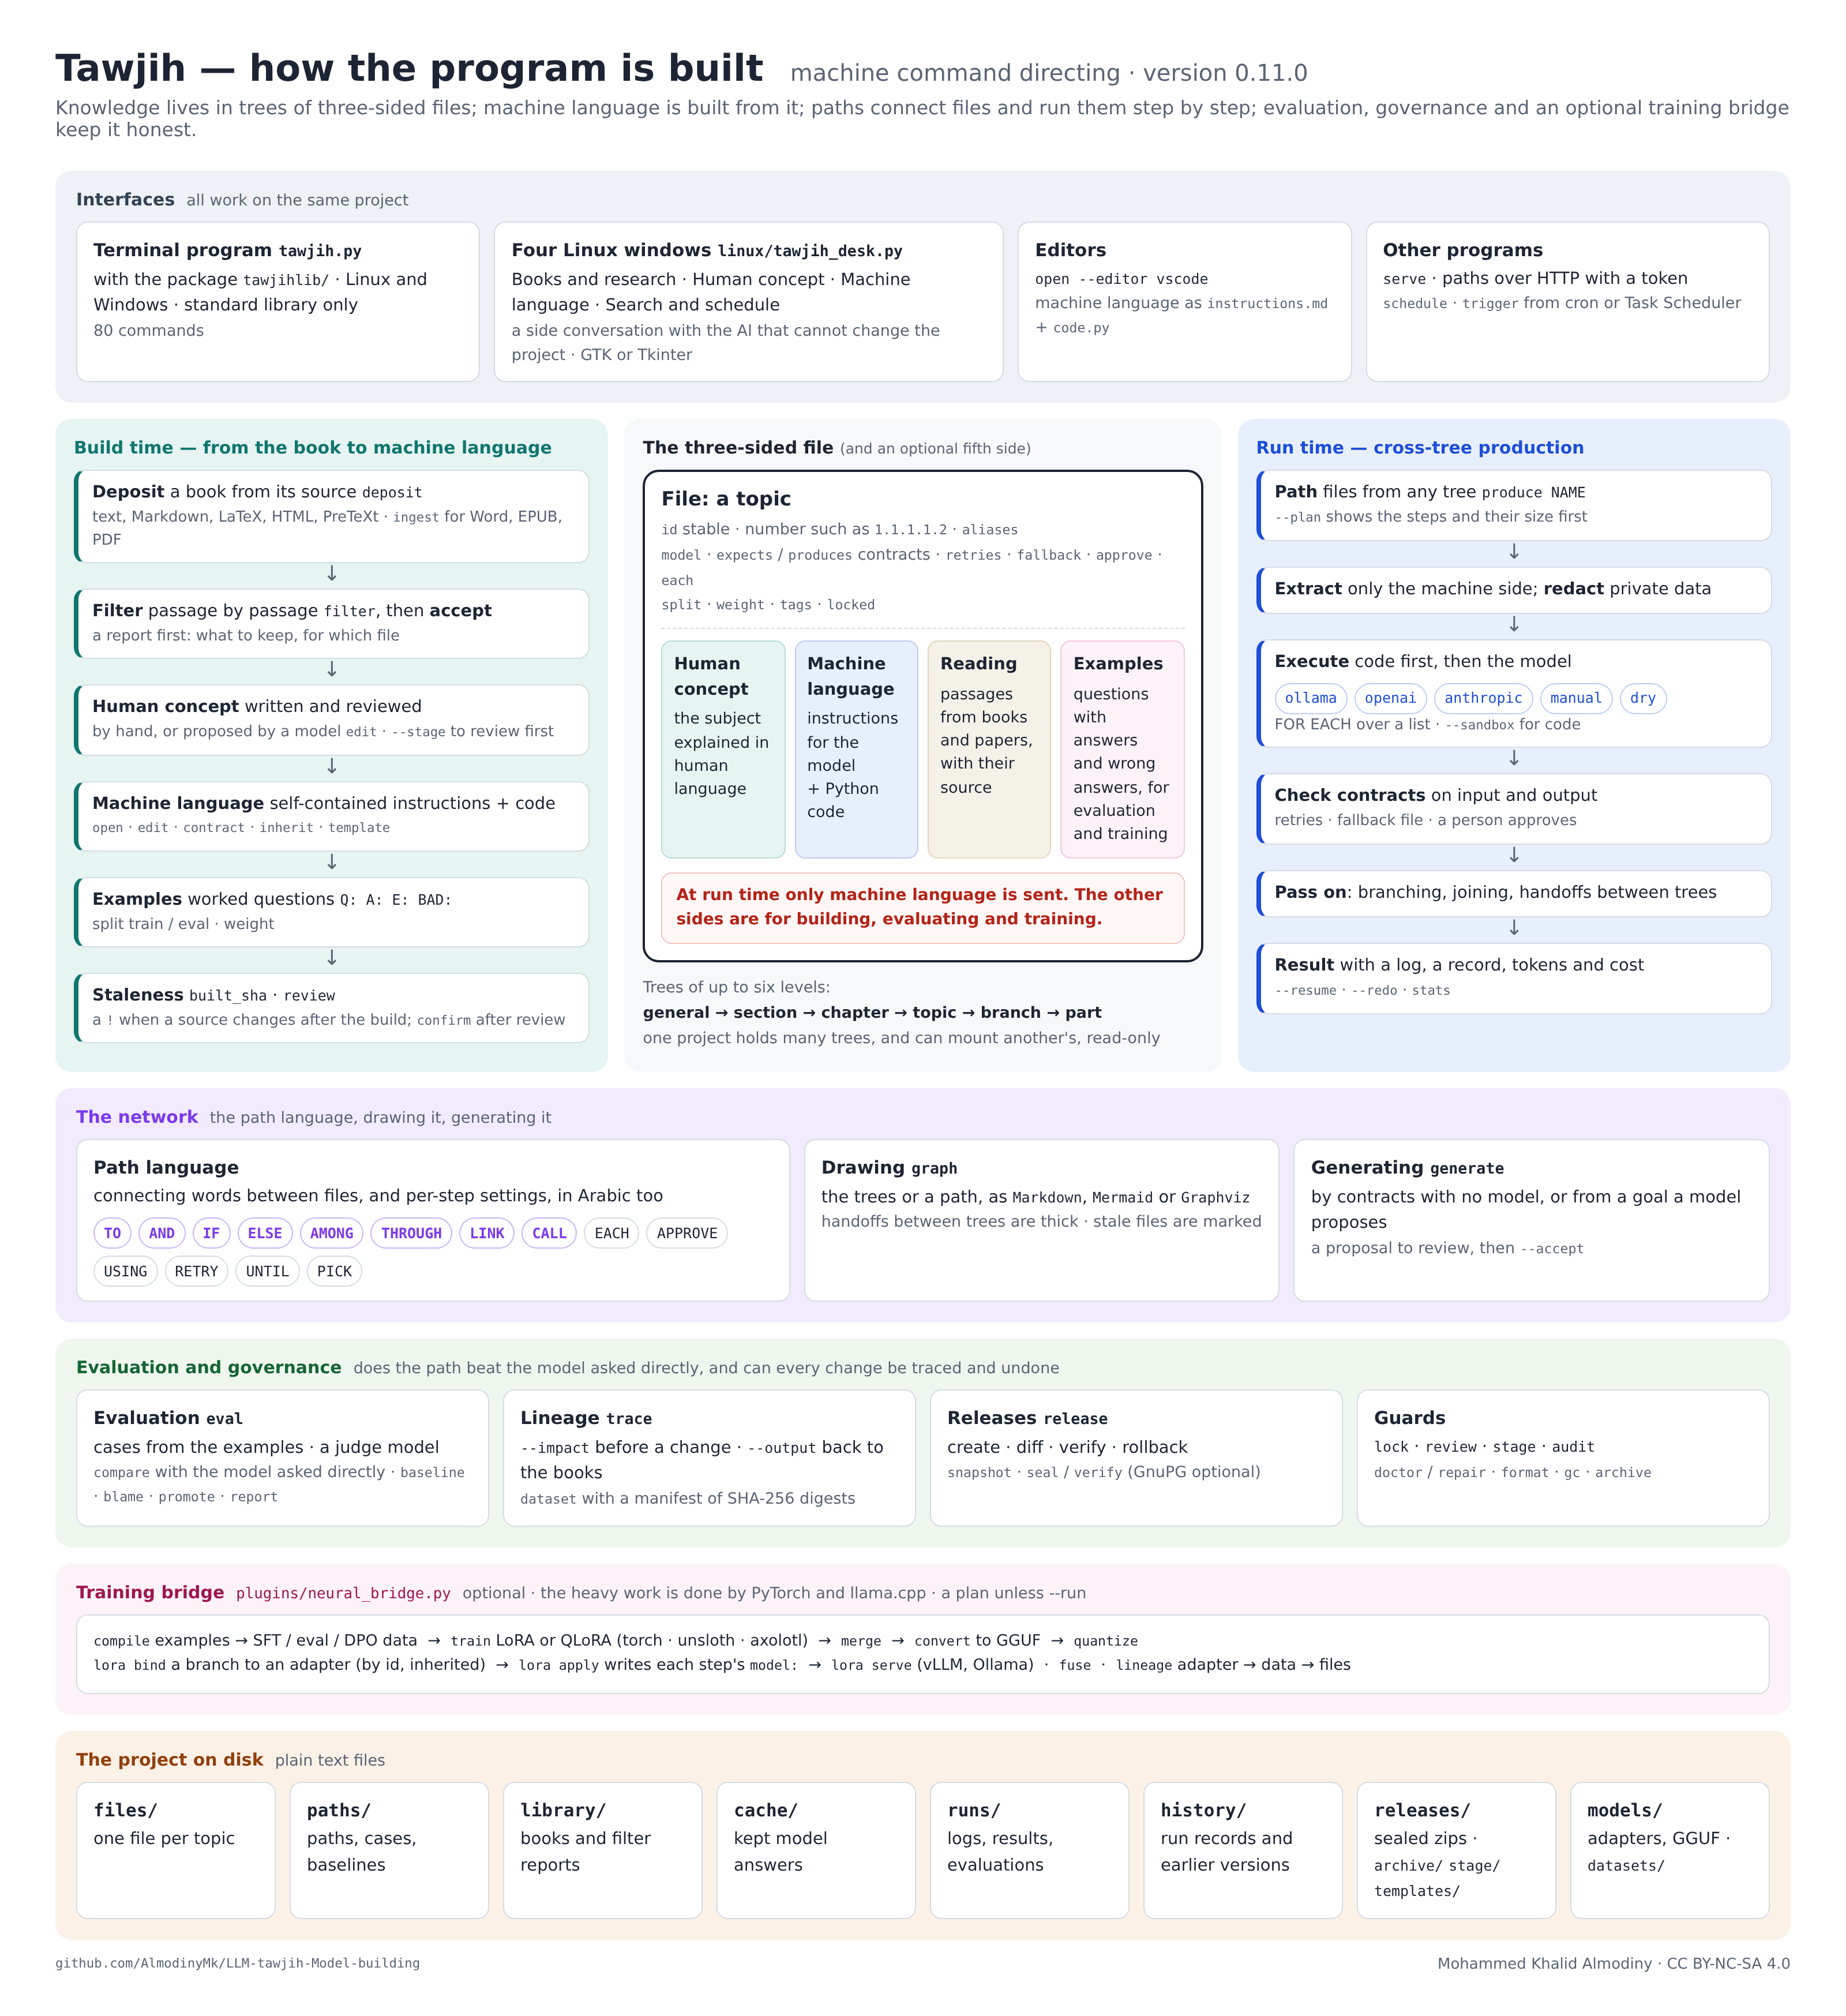 Tawjih — how the program is built machine command directing · version 0.11.0
Knowledge lives in trees of three-sided files; machine language is built from it; paths connect files and run them step by step; evaluation, governance and an optional training bridge
keep it honest.
Interfaces all work on the same project
Terminal program tawjih.py
with the package tawjihlib/ · Linux and
Windows · standard library only
80 commands
Four Linux windows linux/tawjih_desk.py
Books and research · Human concept · Machine
language · Search and schedule
a side conversation with the AI that cannot change the
project · GTK or Tkinter
Editors
open --editor vscode
machine language as instructions.md
+ code.py
Other programs
serve · paths over HTTP with a token
schedule · trigger from cron or Task Scheduler
Build time — from the book to machine language
Deposit a book from its source deposit
text, Markdown, LaTeX, HTML, PreTeXt · ingest for Word, EPUB,
PDF
↓
Filter passage by passage filter, then accept
a report first: what to keep, for which file
↓
Human concept written and reviewed
by hand, or proposed by a model edit · --stage to review first
↓
Machine language self-contained instructions + code
open · edit · contract · inherit · template
↓
Examples worked questions Q: A: E: BAD:
split train / eval · weight
↓
Staleness built_sha · review
a ! when a source changes after the build; confirm after review
The three-sided file (and an optional fifth side)
File: a topic
id stable · number such as 1.1.1.1.2 · aliases
model · expects / produces contracts · retries · fallback · approve ·
each
split · weight · tags · locked
Human
concept
the subject
explained in
human
language
Machine
language
instructions
for the
model
+ Python
code
Reading
passages
from books
and papers,
with their
source
Examples
questions
with
answers
and wrong
answers, for
evaluation
and training
At run time only machine language is sent. The other
sides are for building, evaluating and training.
Trees of up to six levels:
general → section → chapter → topic → branch → part
one project holds many trees, and can mount another's, read-only
Run time — cross-tree production
Path files from any tree produce NAME
--plan shows the steps and their size first
↓
Extract only the machine side; redact private data
↓
Execute code first, then the model
ollama openai anthropic manual dry
FOR EACH over a list · --sandbox for code
↓
Check contracts on input and output
retries · fallback file · a person approves
↓
Pass on: branching, joining, handoffs between trees
↓
Result with a log, a record, tokens and cost
--resume · --redo · stats
The network the path language, drawing it, generating it
Path language
connecting words between files, and per-step settings, in Arabic too
TO AND IF ELSE AMONG THROUGH LINK CALL EACH APPROVE
USING RETRY UNTIL PICK
Drawing graph
the trees or a path, as Markdown, Mermaid or Graphviz
handoffs between trees are thick · stale files are marked
Generating generate
by contracts with no model, or from a goal a model
proposes
a proposal to review, then --accept
Evaluation and governance does the path beat the model asked directly, and can every change be traced and undone
Evaluation eval
cases from the examples · a judge model
compare with the model asked directly · baseline
· blame · promote · report
Lineage trace
--impact before a change · --output back to
the books
dataset with a manifest of SHA-256 digests
Releases release
create · diff · verify · rollback
snapshot · seal / verify (GnuPG optional)
Guards
lock · review · stage · audit
doctor / repair · format · gc · archive
Training bridge plugins/neural_bridge.py optional · the heavy work is done by PyTorch and llama.cpp · a plan unless --run
compile examples → SFT / eval / DPO data → train LoRA or QLoRA (torch · unsloth · axolotl) → merge → convert to GGUF → quantize
lora bind a branch to an adapter (by id, inherited) → lora apply writes each step's model: → lora serve (vLLM, Ollama) · fuse · lineage adapter → data → files
The project on disk plain text files
files/
one file per topic
paths/
paths, cases,
baselines
library/
books and filter
reports
cache/
kept model
answers
runs/
logs, results,
evaluations
history/
run records and
earlier versions
releases/
sealed zips ·
archive/ stage/
templates/
models/
adapters, GGUF ·
datasets/
github.com/AlmodinyMk/LLM-tawjih-Model-building
Mohammed Khalid Almodiny · CC BY-NC-SA 4.0